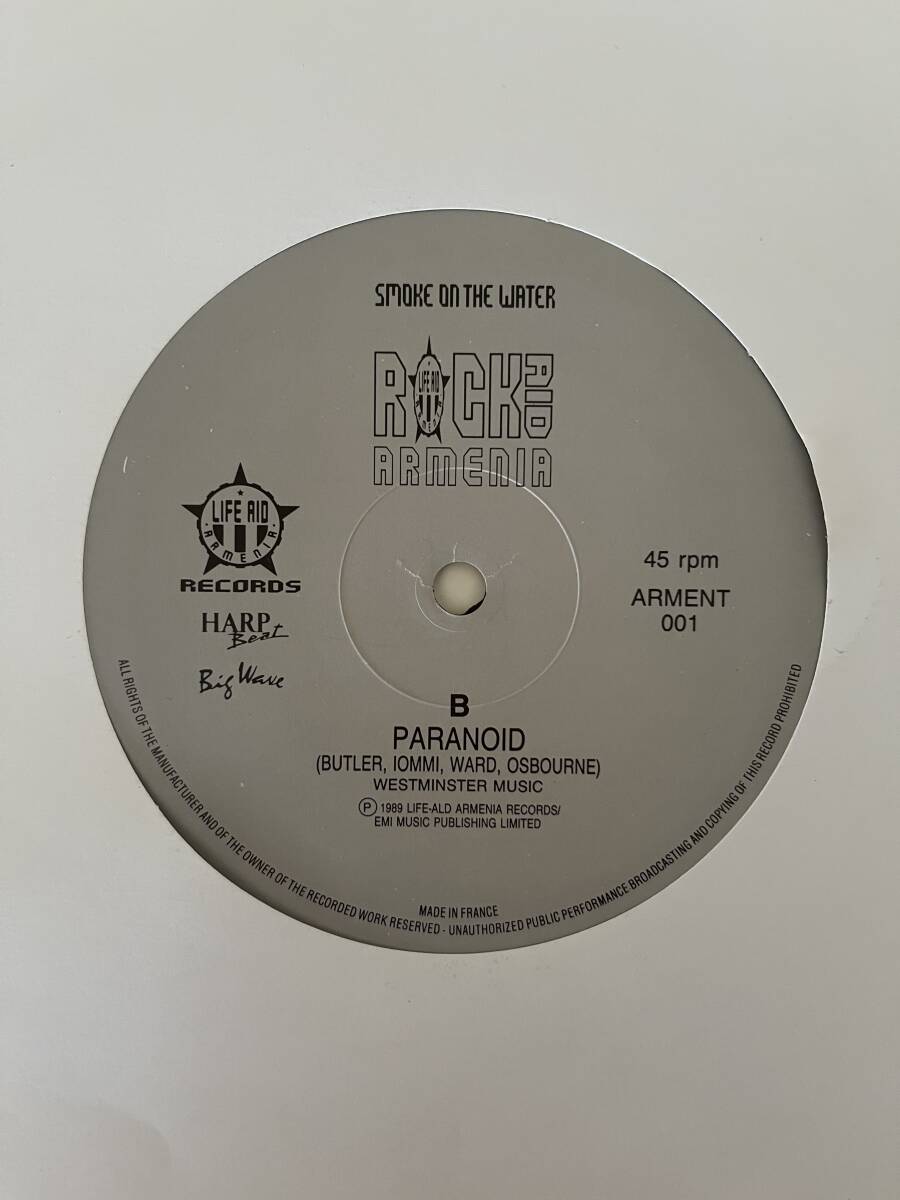 SMOKE ON THE WATER
ROCK AID
LIFE AID
ARMENIA
ARMENIA
LIFE AID
ARMENIA
RECORDS
HARP
Beat
Big Wave
45 rpm
ARMENT
001
B
PARANOID
(BUTLER, IOMMI, WARD, OSBOURNE)
WESTMINSTER MUSIC
Ⓟ 1989 LIFE-ALD ARMENIA RECORDS/
EMI MUSIC PUBLISHING LIMITED
MADE IN FRANCE
ALL RIGHTS OF THE MANUFACTURER AND OF THE OWNER OF THE RECORDED WORK RESERVED - UNAUTHORIZED PUBLIC PERFORMANCE BROADCASTING AND COPYING OF THIS RECORD PROHIBITED